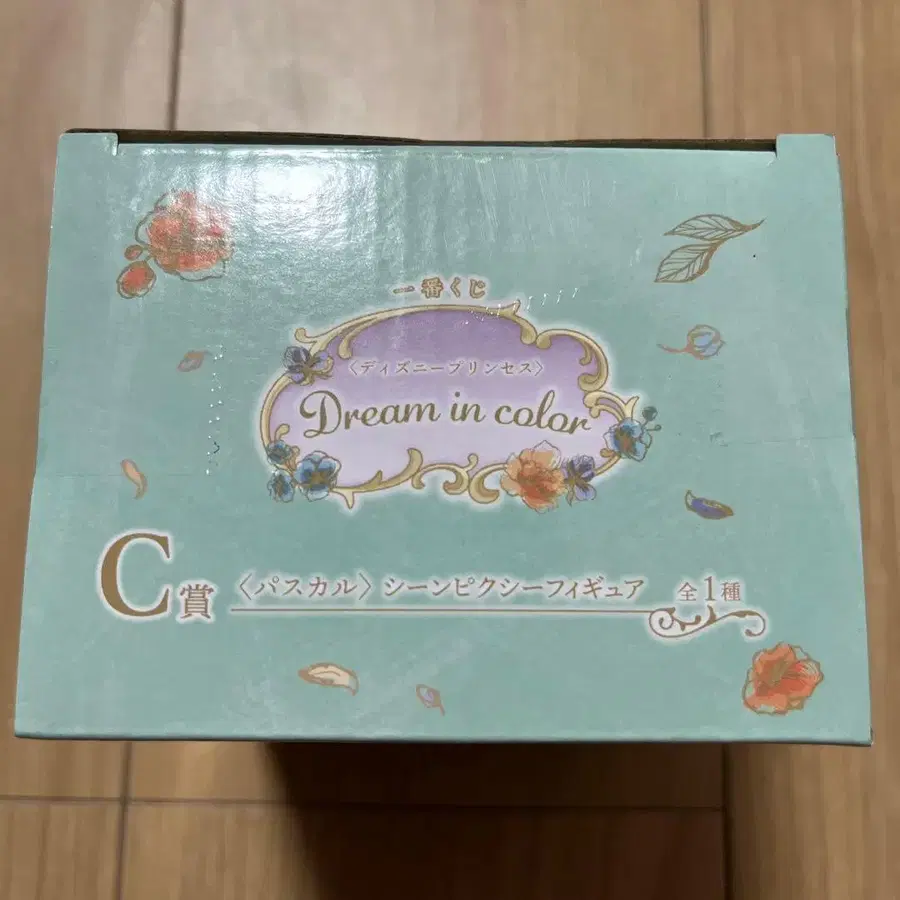 一番くじ
〈ディズニープリンセス〉
Dream in color
C賞 〈パスカル〉 シーンピクシーフィギュア 全1種